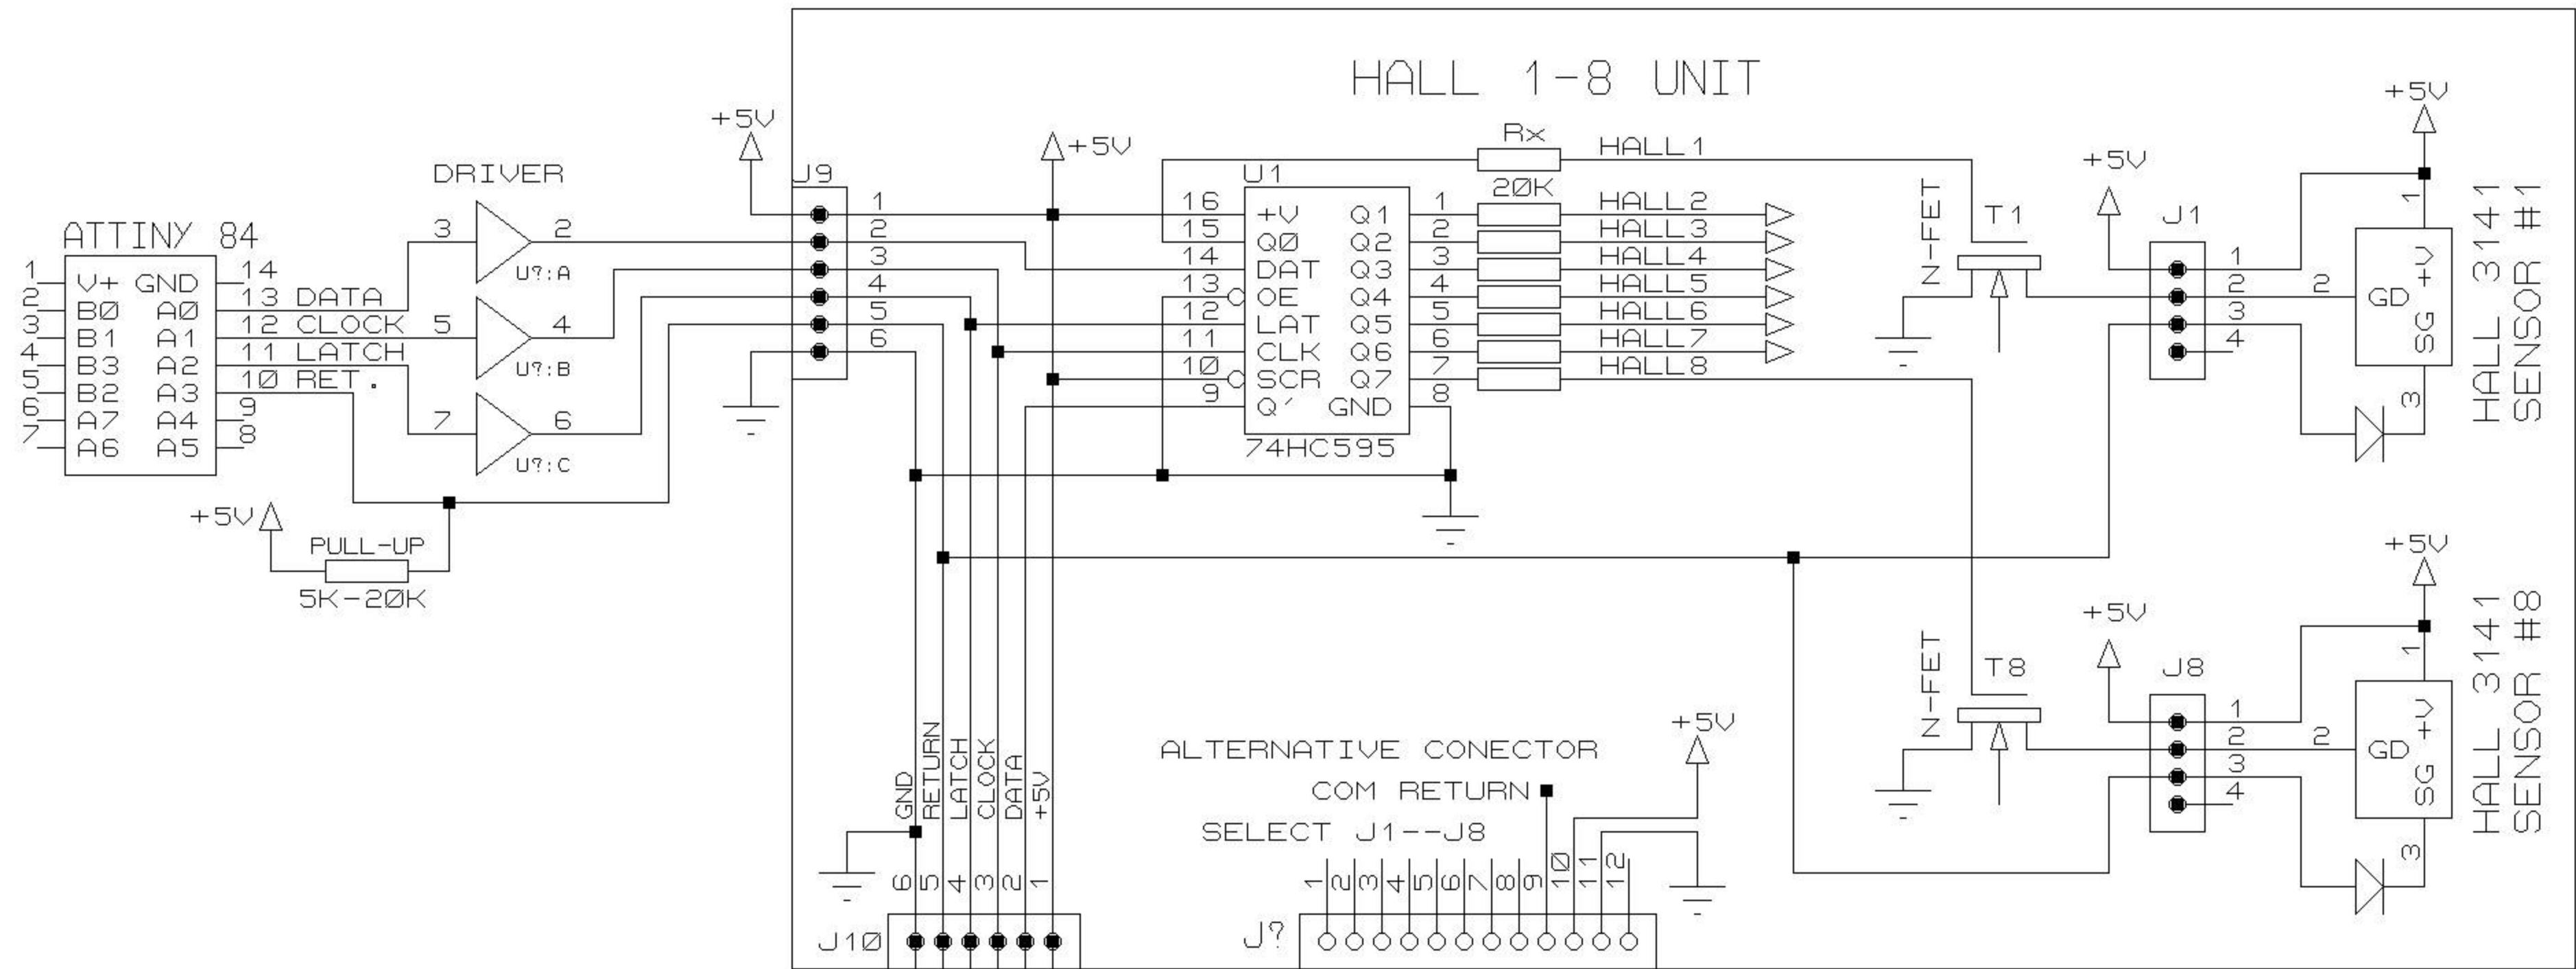 HALL 1-8 UNIT
ATTINY 84
1 V+ GND 14
2 B0 A0 13 DATA
3 B1 A1 12 CLOCK
4 B3 A2 11 LATCH
5 B2 A3 10 RET.
6 A7 A4 9
7 A6 A5 8
+5V
PULL-UP
5K-20K
DRIVER
3 2
U?:A
5 4
U?:B
7 6
U?:C
+5V
J9
1
2
3
4
5
6
+5V
U1
16 +V Q1 1
15 Q0 Q2 2
14 DAT Q3 3
13 OE Q4 4
12 LAT Q5 5
11 CLK Q6 6
10 SCR Q7 7
9 Q' GND 8
74HC595
Rx
20K
HALL1
HALL2
HALL3
HALL4
HALL5
HALL6
HALL7
HALL8
N-FET
T1
+5V
J1
1
2
3
4
+5V
1
2
GD
+V
SG
3
HALL 3141
SENSOR #1
N-FET
T8
+5V
J8
1
2
3
4
+5V
1
2
GD
+V
SG
3
HALL 3141
SENSOR #8
GND
RETURN
LATCH
CLOCK
DATA
+5V
6 5 4 3 2 1
J10
ALTERNATIVE CONECTOR
COM RETURN
SELECT J1--J8
+5V
1 2 3 4 5 6 7 8 9 10 11 12
J?